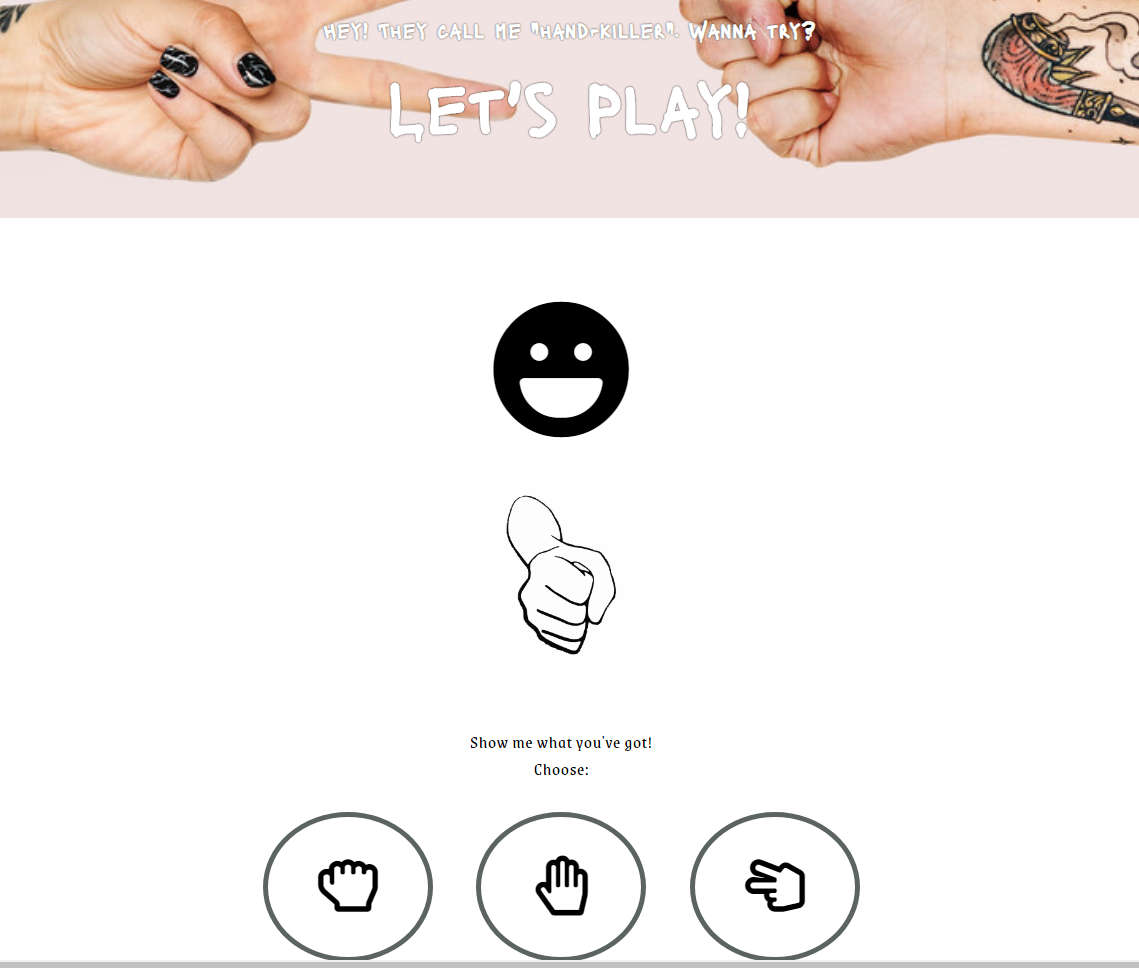 HEY! THEY CALL ME "HAND-KILLER". WANNA TRY?
LET'S PLAY!
Show me what you've got!
Choose: